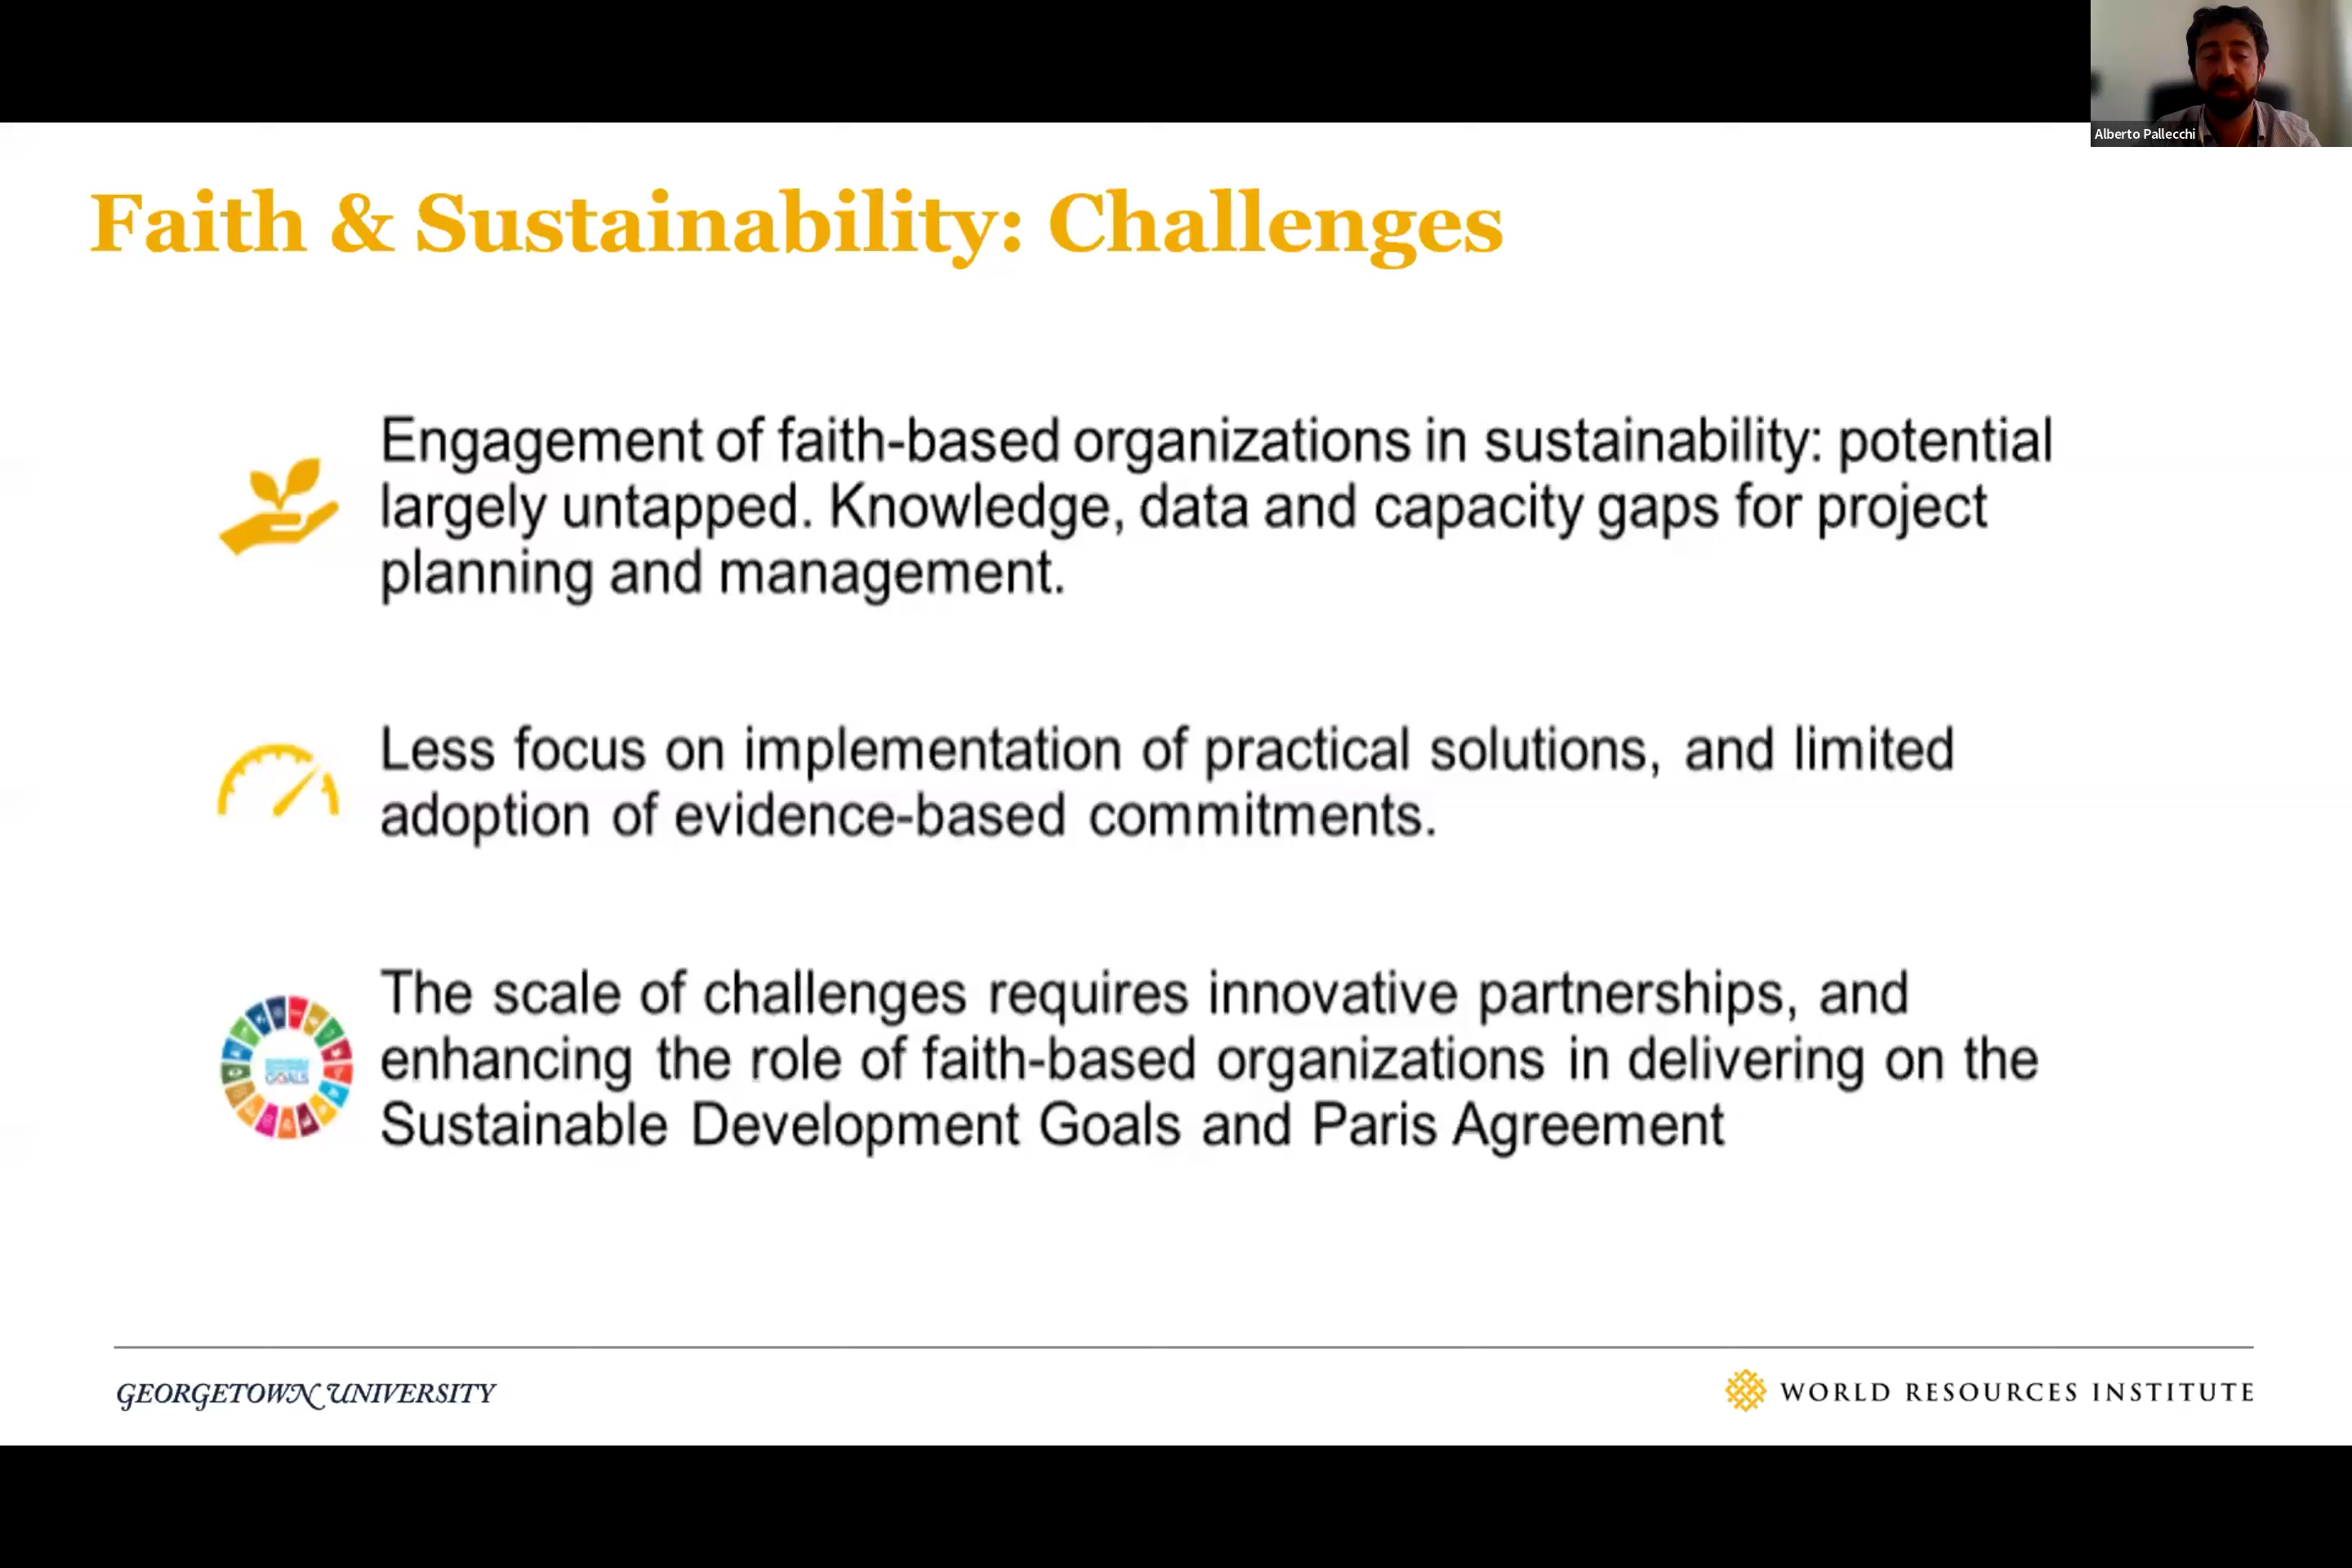 Alberto Pallecchi
Faith & Sustainability: Challenges
Engagement of faith-based organizations in sustainability: potential
largely untapped. Knowledge, data and capacity gaps for project
planning and management.
Less focus on implementation of practical solutions, and limited
adoption of evidence-based commitments.
The scale of challenges requires innovative partnerships, and
enhancing the role of faith-based organizations in delivering on the
Sustainable Development Goals and Paris Agreement
GOALS
GEORGETOWN UNIVERSITY
WORLD RESOURCES INSTITUTE